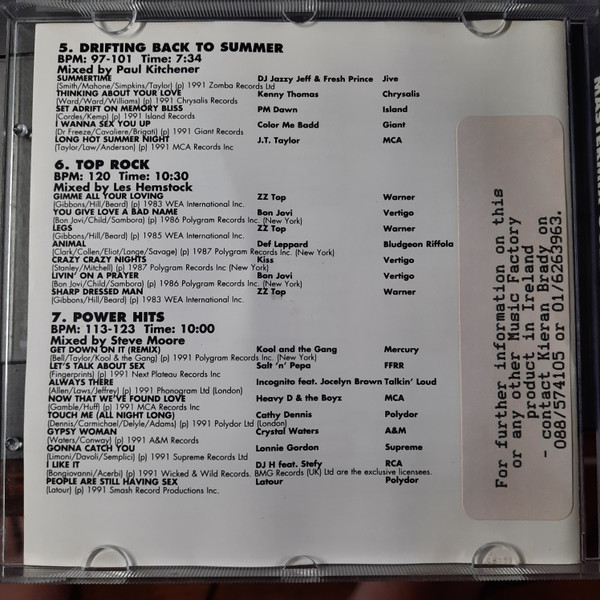 5. DRIFTING BACK TO SUMMER
BPM: 97-101 Time: 7:34
Mixed by Paul Kitchener
SUMMERTIME DJ Jazzy Jeff & Fresh Prince Jive
(Smith/Mahone/Simpkins/Taylor) (p) 1991 Zomba Records Ltd
THINKING ABOUT YOUR LOVE Kenny Thomas Chrysalis
(Ward/Ward/Williams) (p) 1991 Chrysalis Records
SET ADRIFT ON MEMORY BLISS PM Dawn Island
(Cordes/Kemp) (p) 1991 Island Records
I WANNA SEX YOU UP Color Me Badd Giant
(Dr Freeze/Cavaliere/Brigati) (p) 1991 Giant Records
LONG HOT SUMMER NIGHT J.T. Taylor MCA
(Taylor/Law/Anderson) (p) 1991 MCA Records Inc
6. TOP ROCK
BPM: 120 Time: 10:30
Mixed by Les Hemstock
GIMME ALL YOUR LOVING ZZ Top Warner
(Gibbons/Hill/Beard) (p) 1983 WEA International Inc.
YOU GIVE LOVE A BAD NAME Bon Jovi Vertigo
(Bon Jovi/Child/Sambora) (p) 1986 Polygram Records Inc. (New York)
LEGS ZZ Top Warner
(Gibbons/Hill/Beard) (p) 1985 WEA International Inc.
ANIMAL Def Leppard Bludgeon Riffola
(Clark/Collen/Eliot/Lange/Savage) (p) 1987 Polygram Records Inc. (New York)
CRAZY CRAZY NIGHTS Kiss Vertigo
(Stanley/Mitchell) (p) 1987 Polygram Records Inc (New York)
LIVIN' ON A PRAYER Bon Jovi Vertigo
(Bon Jovi/Child/Sambora) (p) 1986 Polygram Records Inc. (New York)
SHARP DRESSED MAN ZZ Top Warner
(Gibbons/Hill/Beard) (p) 1983 WEA International Inc.
7. POWER HITS
BPM: 113-123 Time: 10:00
Mixed by Steve Moore
GET DOWN ON IT (REMIX) Kool and the Gang Mercury
(Bell/Taylor/Kool & the Gang) (p) 1991 Polygram Records Inc. (New York)
LET'S TALK ABOUT SEX Salt 'n' Pepa FFRR
(Fingerprints) (p) 1991 Next Plateau Records Inc
ALWAYS THERE Incognito feat. Jocelyn Brown Talkin' Loud
(Allen/Laws/Jeffrey) (p) 1991 Phonogram Ltd (London)
NOW THAT WE'VE FOUND LOVE Heavy D & the Boyz MCA
(Gamble/Huff) (p) 1991 MCA Records Inc
TOUCH ME (ALL NIGHT LONG) Cathy Dennis Polydor
(Dennis/Carmichael/Delyle/Adams) (p) 1991 Polydor Ltd (London)
GYPSY WOMAN Crystal Waters A&M
(Waters/Conway) (p) 1991 A&M Records
GONNA CATCH YOU Lonnie Gordon Supreme
(Limoni/Davoli/Semplici) (p) 1991 Supreme Records Ltd
I LIKE IT DJ H feat. Stefy RCA
(Bongiovanni/Acerbi) (p) 1991 Wicked & Wild Records. BMG Records (UK) Ltd are the exclusive licensees.
PEOPLE ARE STILL HAVING SEX Latour Polydor
(Latour) (p) 1991 Smash Record Productions Inc.
For further information on this
or any other Music Factory
product in Ireland
- contact Kieran Brady on
0887574105 or 01/6263963.